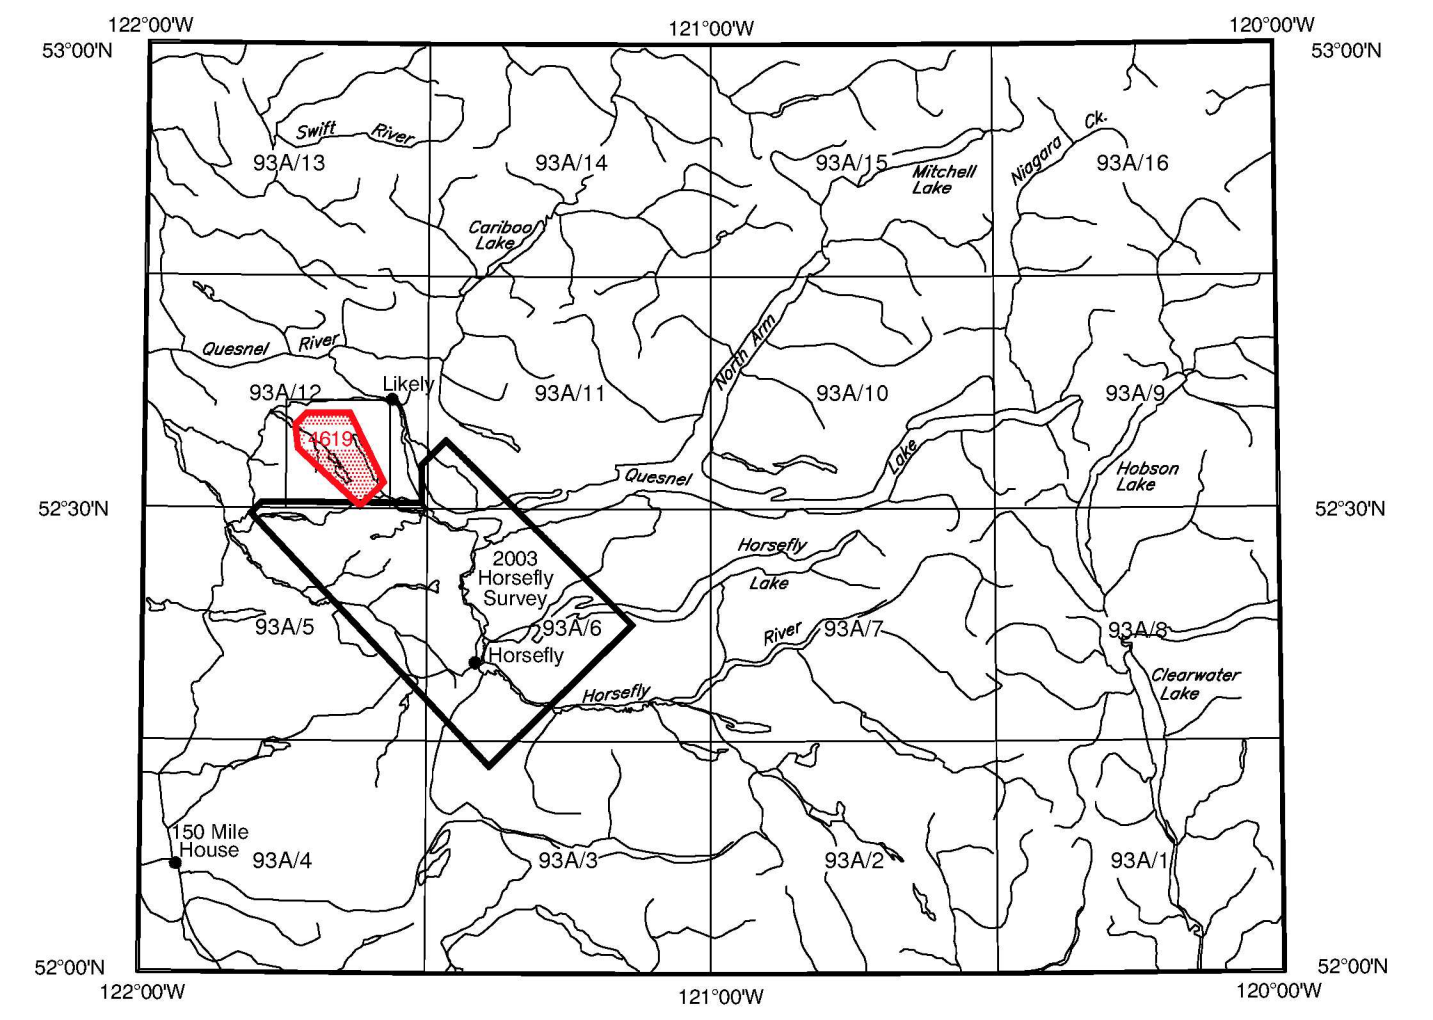 122°00'W
121°00'W
120°00'W
53°00'N
53°00'N
Swift River
Niagara Ck.
93A/13
93A/14
93A/15
93A/16
Mitchell
Lake
Cariboo
Lake
Quesnel River
North Arm
93A/12
Likely
93A/11
93A/10
93A/9
4619
Quesnel
Lake
Hobson
Lake
52°30'N
52°30'N
2003
Horsefly
Survey
Horsefly
Lake
93A/5
93A/6
River
93A/7
93A/8
Horsefly
Horsefly
Clearwater
Lake
150 Mile
House
93A/4
93A/3
93A/2
93A/1
52°00'N
52°00'N
122°00'W
121°00'W
120°00'W